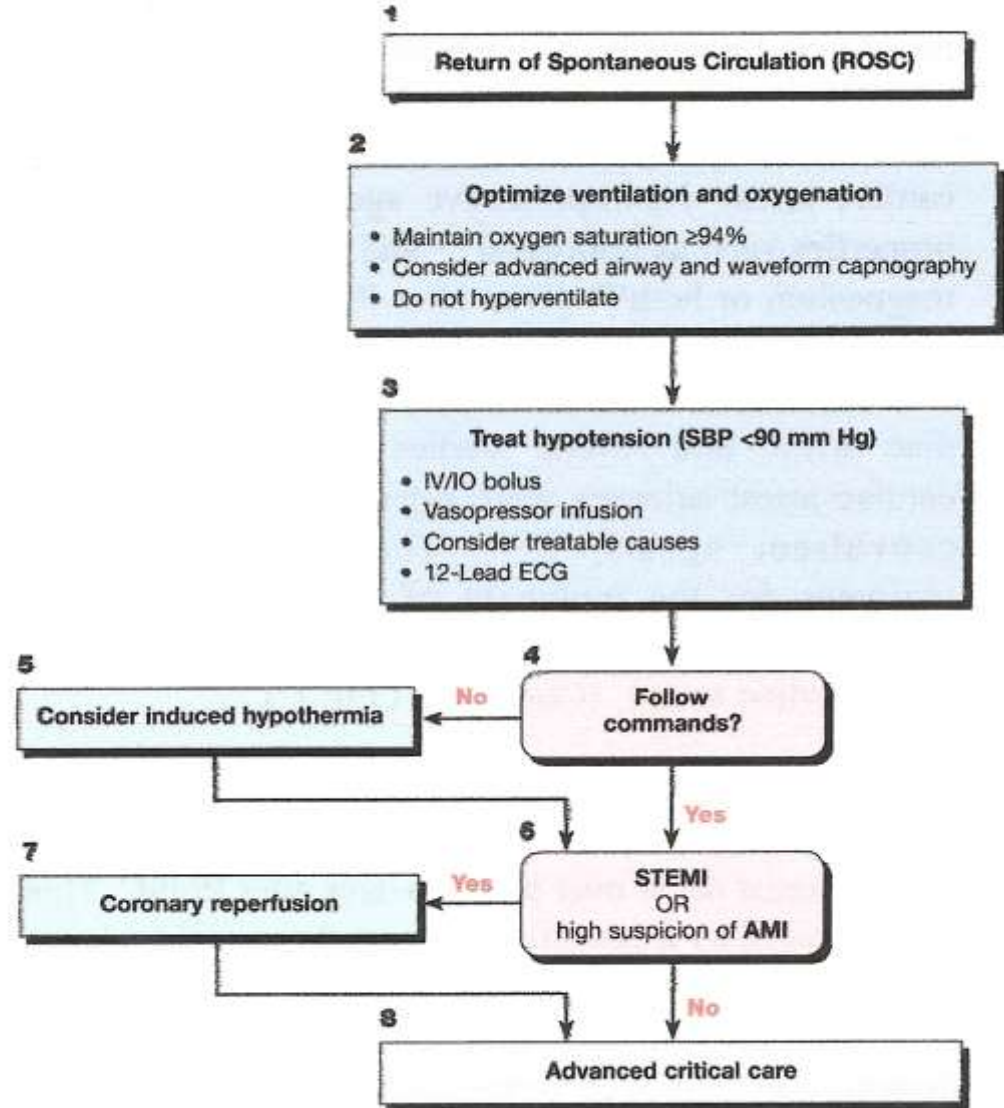 1
Return of Spontaneous Circulation (ROSC)
2
Optimize ventilation and oxygenation
• Maintain oxygen saturation ≥94%
• Consider advanced airway and waveform capnography
• Do not hyperventilate
3
Treat hypotension (SBP <90 mm Hg)
• IV/IO bolus
• Vasopressor infusion
• Consider treatable causes
• 12-Lead ECG
4
Follow
commands?
No
5
Consider induced hypothermia
Yes
6
STEMI
OR
high suspicion of AMI
Yes
7
Coronary reperfusion
No
8
Advanced critical care